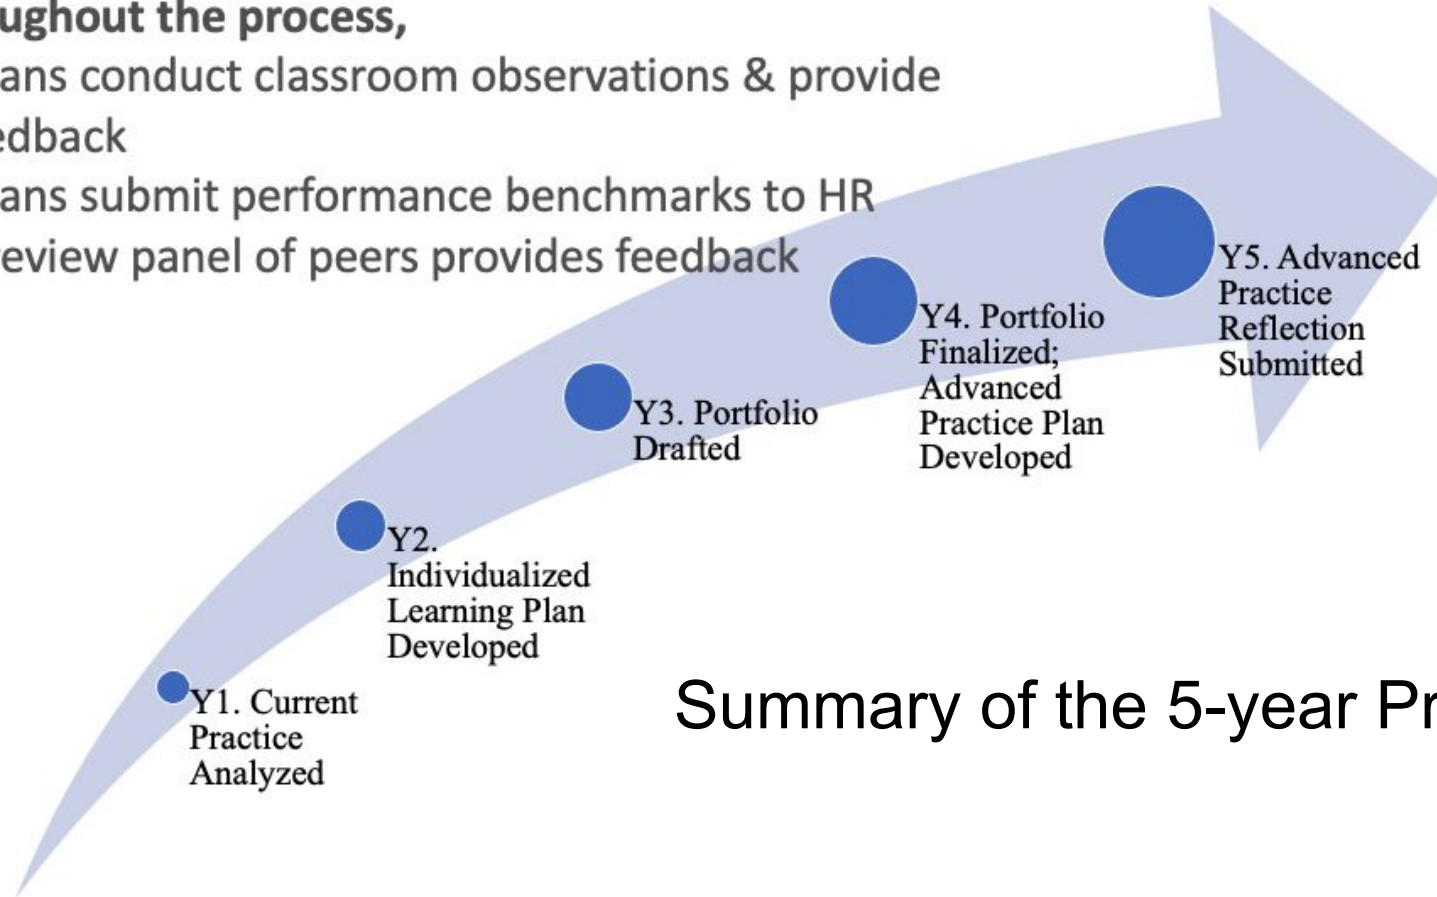 ughout the process,
ans conduct classroom observations & provide
edback
ans submit performance benchmarks to HR
eview panel of peers provides feedback
Y5. Advanced
Practice
Reflection
Submitted
Y4. Portfolio
Finalized;
Advanced
Practice Plan
Developed
Y3. Portfolio
Drafted
Y2.
Individualized
Learning Plan
Developed
Y1. Current
Practice
Analyzed
Summary of the 5-year Pr